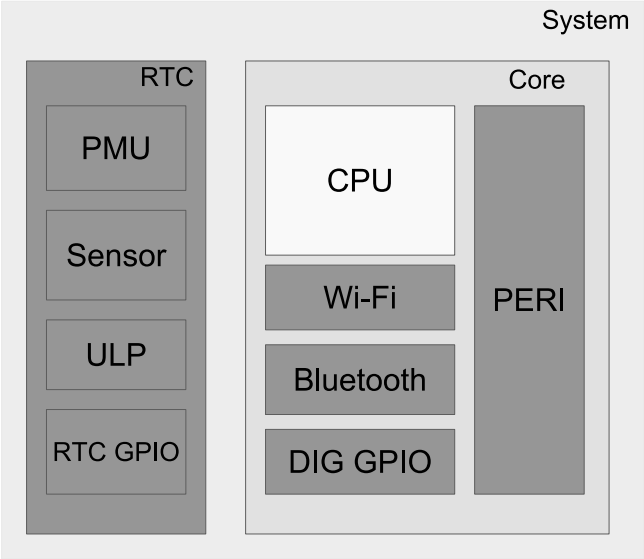 System
RTC
PMU
Sensor
ULP
RTC GPIO
Core
CPU
Wi-Fi
Bluetooth
DIG GPIO
PERI